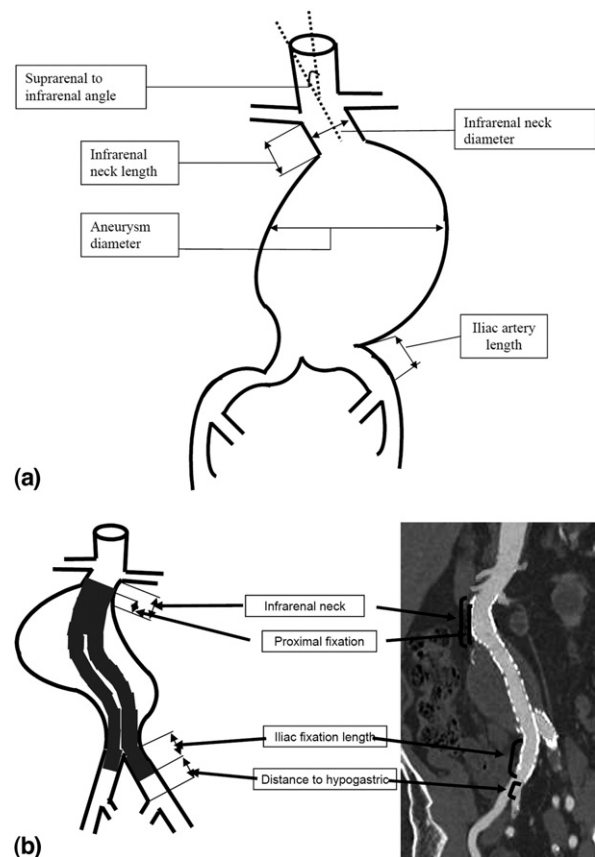 Suprarenal to
infrarenal angle
Infrarenal neck
diameter
Infrarenal
neck length
Aneurysm
diameter
Iliac artery
length
(a)
Infrarenal neck
Proximal fixation
Iliac fixation length
Distance to hypogastric
(b)